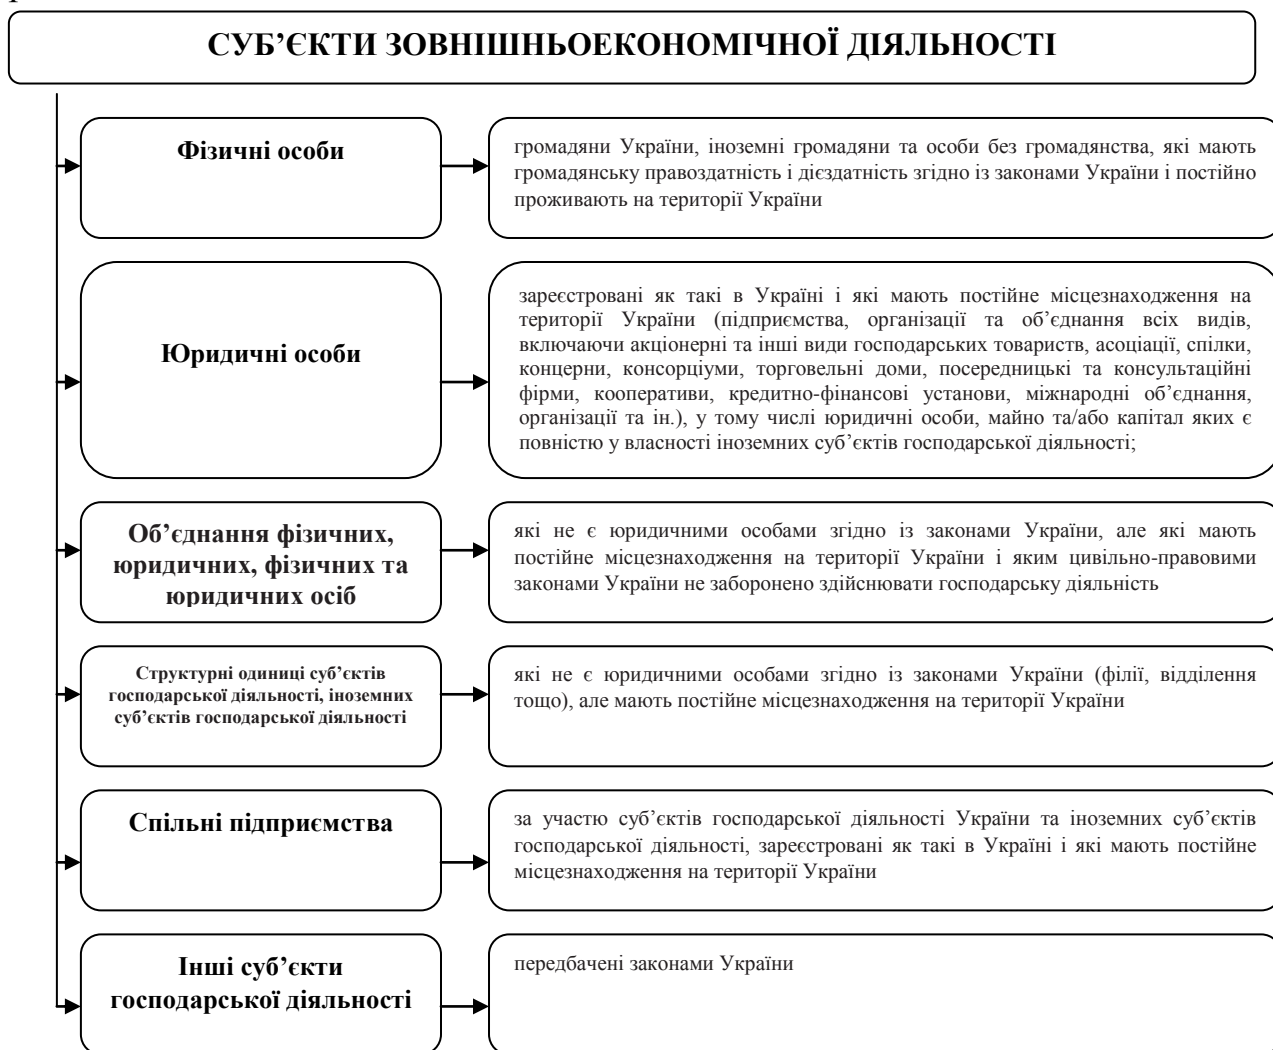 СУБ’ЄКТИ ЗОВНІШНЬОЕКОНОМІЧНОЇ ДІЯЛЬНОСТІ
Фізичні особи
громадяни України, іноземні громадяни та особи без громадянства, які мають
громадянську правоздатність і дієздатність згідно із законами України і постійно
проживають на території України
Юридичні особи
зареєстровані як такі в Україні і які мають постійне місцезнаходження на
території України (підприємства, організації та об’єднання всіх видів,
включаючи акціонерні та інші види господарських товариств, асоціації, спілки,
концерни, консорціуми, торговельні доми, посередницькі та консультаційні
фірми, кооперативи, кредитно-фінансові установи, міжнародні об’єднання,
організації та ін.), у тому числі юридичні особи, майно та/або капітал яких є
повністю у власності іноземних суб’єктів господарської діяльності;
Об’єднання фізичних,
юридичних, фізичних та
юридичних осіб
які не є юридичними особами згідно із законами України, але які мають
постійне місцезнаходження на території України і яким цивільно-правовими
законами України не заборонено здійснювати господарську діяльність
Структурні одиниці суб’єктів
господарської діяльності, іноземних
суб’єктів господарської діяльності
які не є юридичними особами згідно із законами України (філії, відділення
тощо), але мають постійне місцезнаходження на території України
Спільні підприємства
за участю суб’єктів господарської діяльності України та іноземних суб’єктів
господарської діяльності, зареєстровані як такі в Україні і які мають постійне
місцезнаходження на території України
Інші суб’єкти
господарської діяльності
передбачені законами України